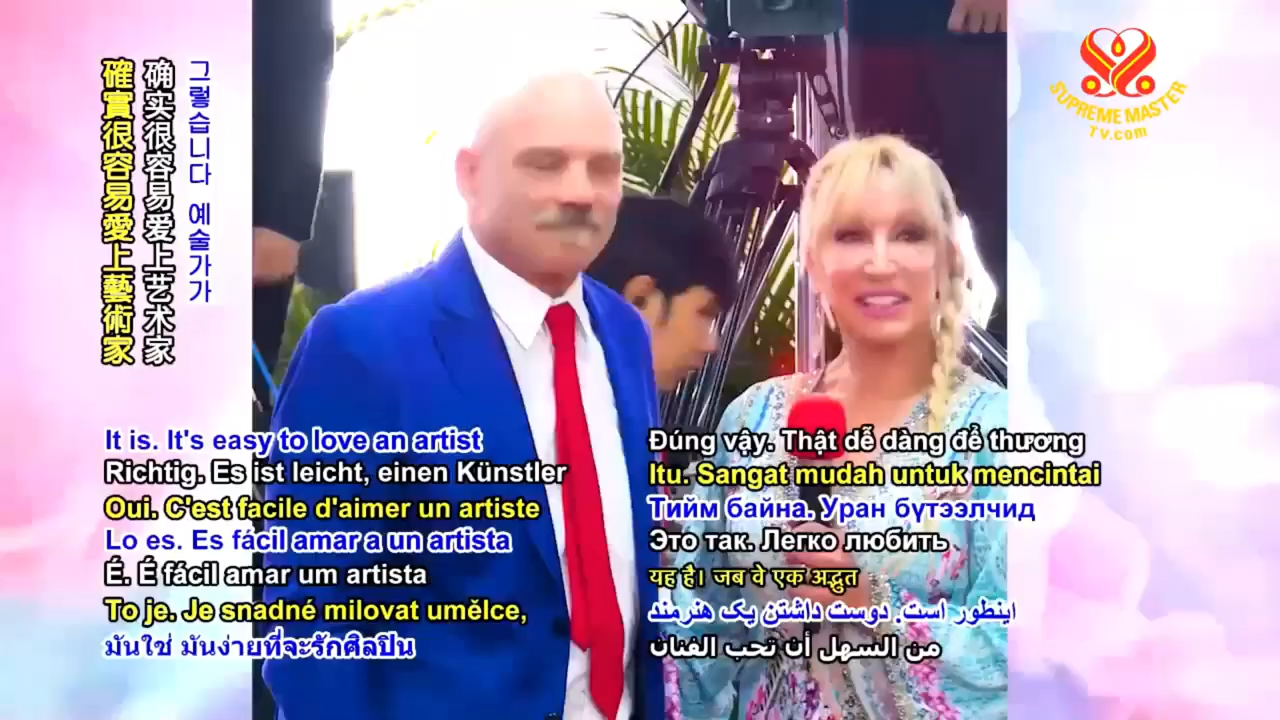 確實很容易愛上藝術家
确实很容易爱上艺术家
그렇습니다 예술가가
SUPREME MASTER
TV.com
It is. It's easy to love an artist
Richtig. Es ist leicht, einen Künstler
Oui. C'est facile d'aimer un artiste
Lo es. Es fácil amar a un artista
É. É fácil amar um artista
To je. Je snadné milovat umělce,
มันใช่ มันง่ายที่จะรักศิลปิน
Đúng vậy. Thật dễ dàng để thương
Itu. Sangat mudah untuk mencintai
Тийм байна. Уран бүтээлчид
Это так. Легко любить
यह है। जब वे एक अद्भुत
اینطور است. دوست داشتن یک هنرمند
من السهل أن تحب الفنان